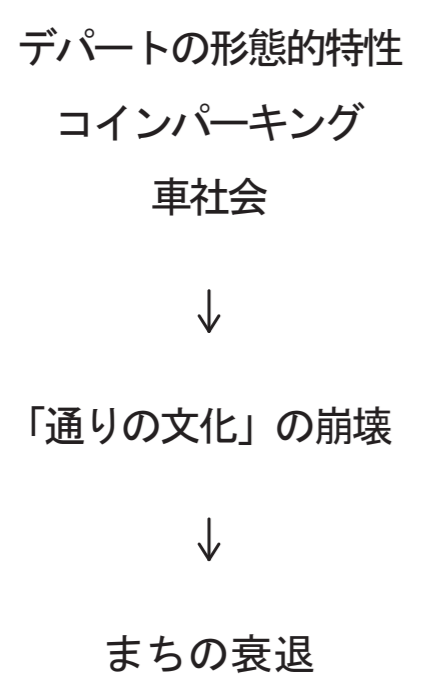 デパートの形態的特性
コインパーキング
車社会
↓
「通りの文化」の崩壊
↓
まちの衰退